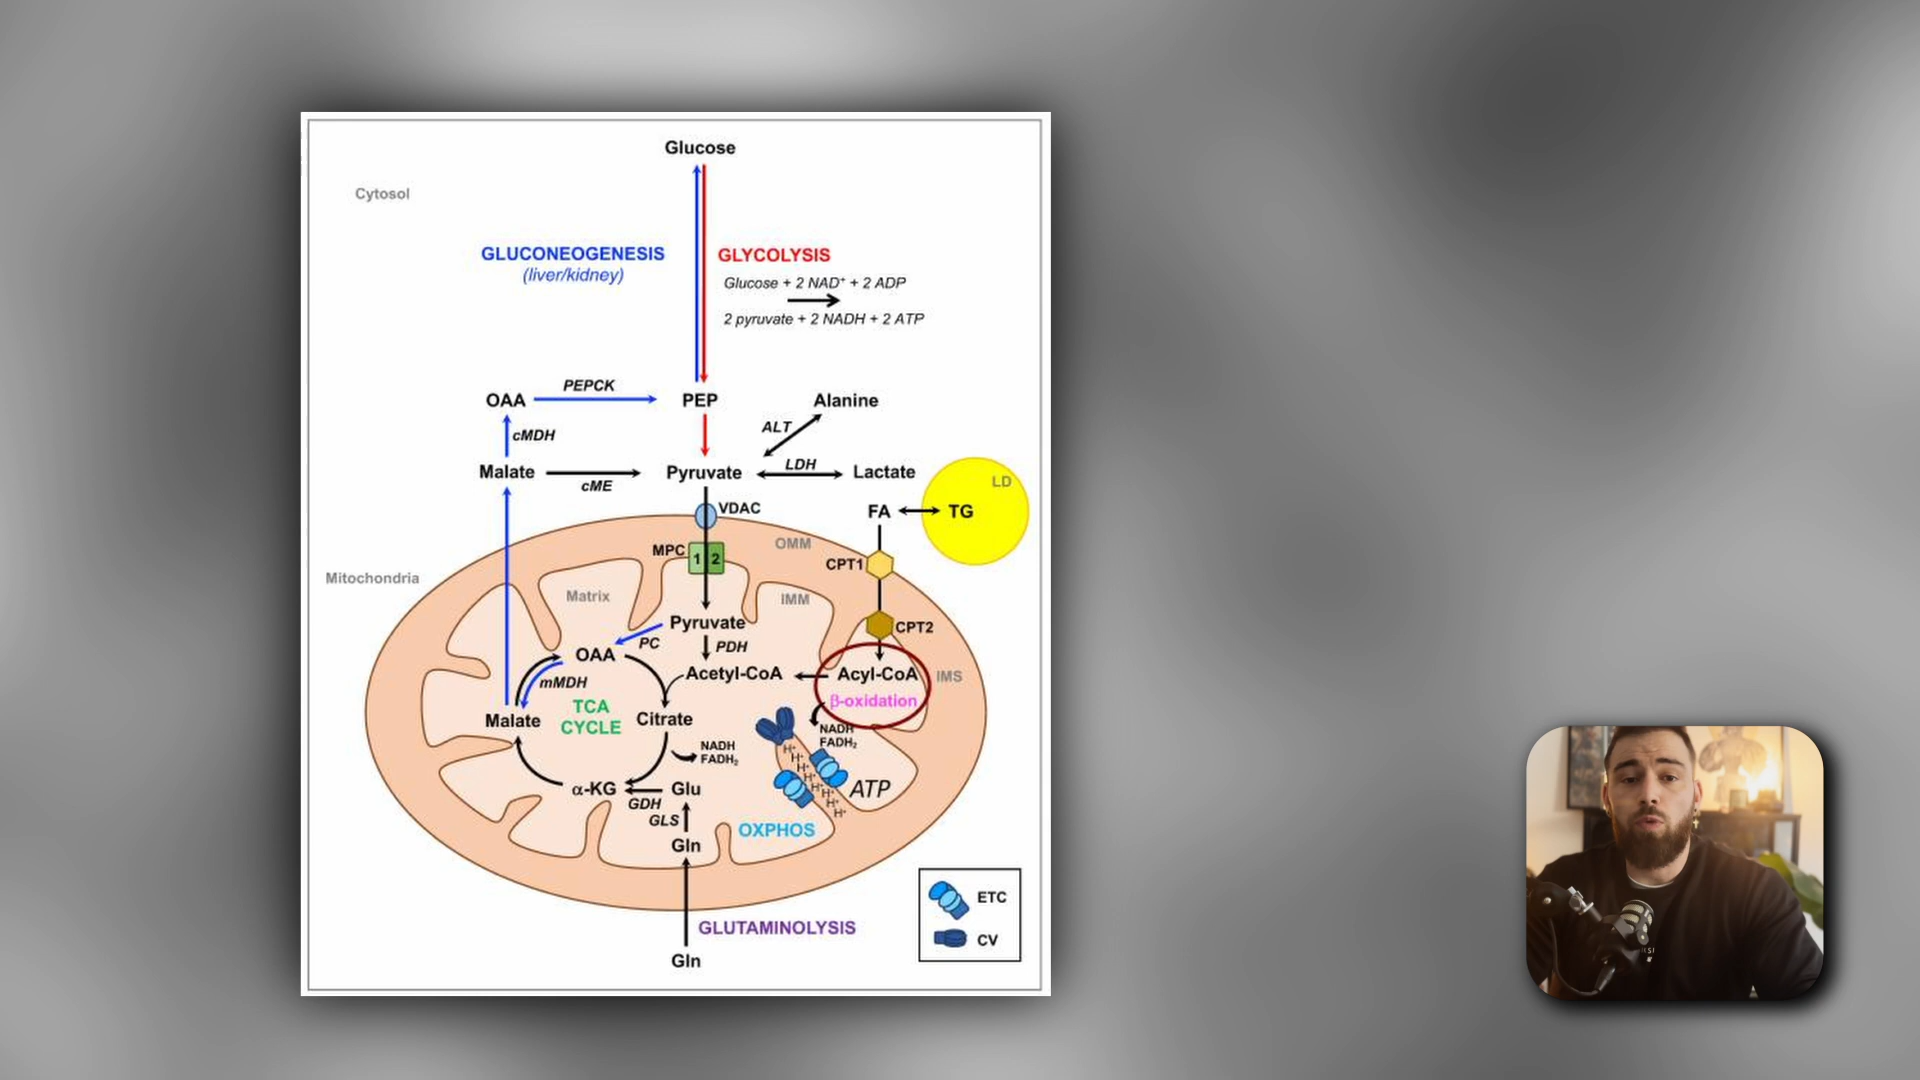 Glucose
Cytosol
GLUCONEOGENESIS
(liver/kidney)
GLYCOLYSIS
Glucose + 2 NAD⁺ + 2 ADP
2 pyruvate + 2 NADH + 2 ATP
PEPCK
OAA
PEP
Alanine
cMDH
ALT
Malate
cME
Pyruvate
LDH
Lactate
LD
FA
TG
VDAC
OMM
MPC
1
2
CPT1
Mitochondria
Matrix
IMM
Pyruvate
CPT2
PC
PDH
OAA
Acetyl-CoA
Acyl-CoA
IMS
mMDH
β-oxidation
TCA
CYCLE
Malate
Citrate
NADH
FADH₂
NADH
FADH₂
H⁺
H⁺
H⁺
H⁺
H⁺
H⁺
H⁺
α-KG
Glu
ATP
GDH
GLS
OXPHOS
Gln
ETC
CV
GLUTAMINOLYSIS
Gln